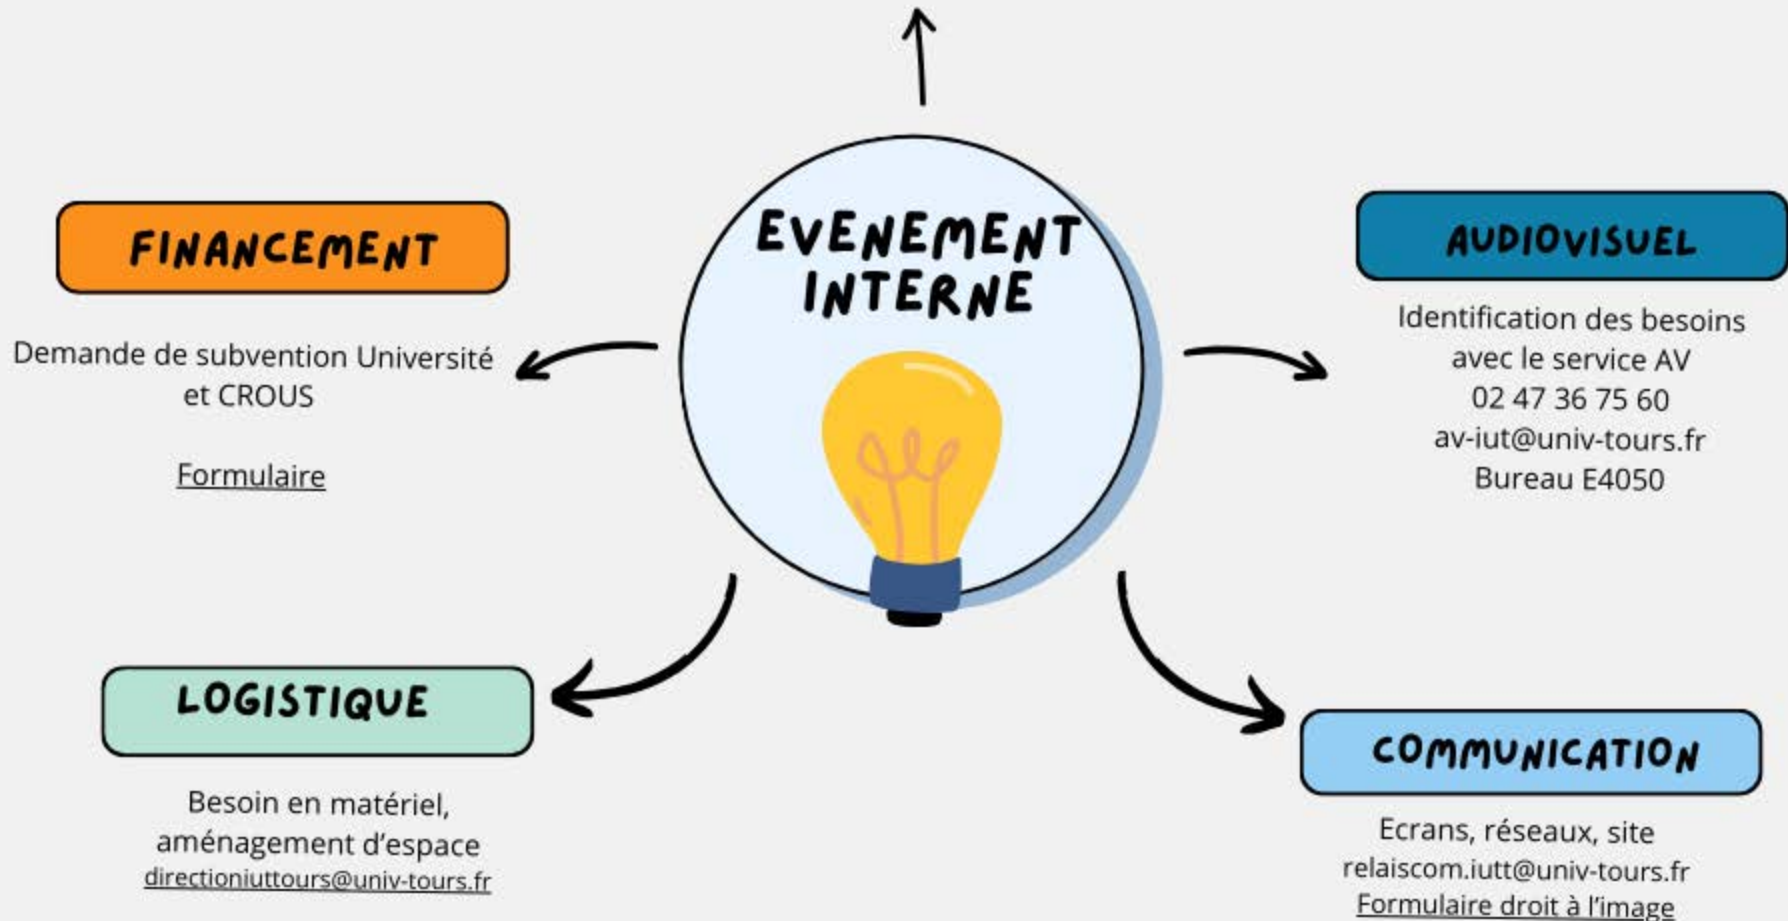 EVENEMENT
INTERNE
FINANCEMENT
Demande de subvention Université
et CROUS
Formulaire
AUDIOVISUEL
Identification des besoins
avec le service AV
02 47 36 75 60
av-iut@univ-tours.fr
Bureau E4050
LOGISTIQUE
Besoin en matériel,
aménagement d'espace
directioniuttours@univ-tours.fr
COMMUNICATION
Ecrans, réseaux, site
relaiscom.iutt@univ-tours.fr
Formulaire droit à l'image